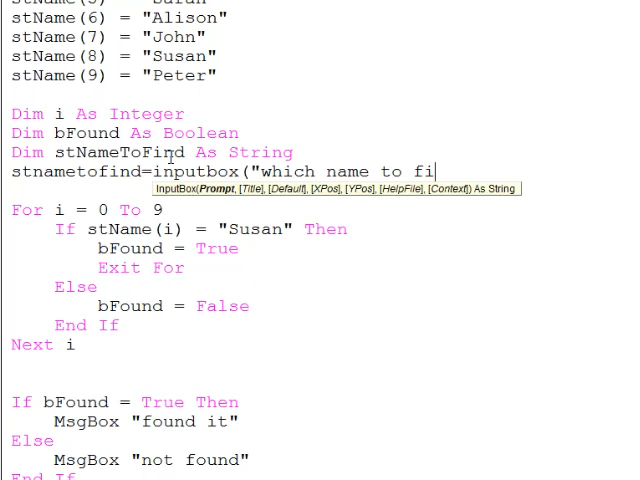 stName(6) = "Alison"
stName(7) = "John"
stName(8) = "Susan"
stName(9) = "Peter"
Dim i As Integer
Dim bFound As Boolean
Dim stNameToFind As String
stnametofind=inputbox("which name to fi
InputBox(Prompt, [Title], [Default], [XPos], [YPos], [HelpFile], [Context]) As String
For i = 0 To 9
If stName(i) = "Susan" Then
bFound = True
Exit For
Else
bFound = False
End If
Next i
If bFound = True Then
MsgBox "found it"
Else
MsgBox "not found"
End If